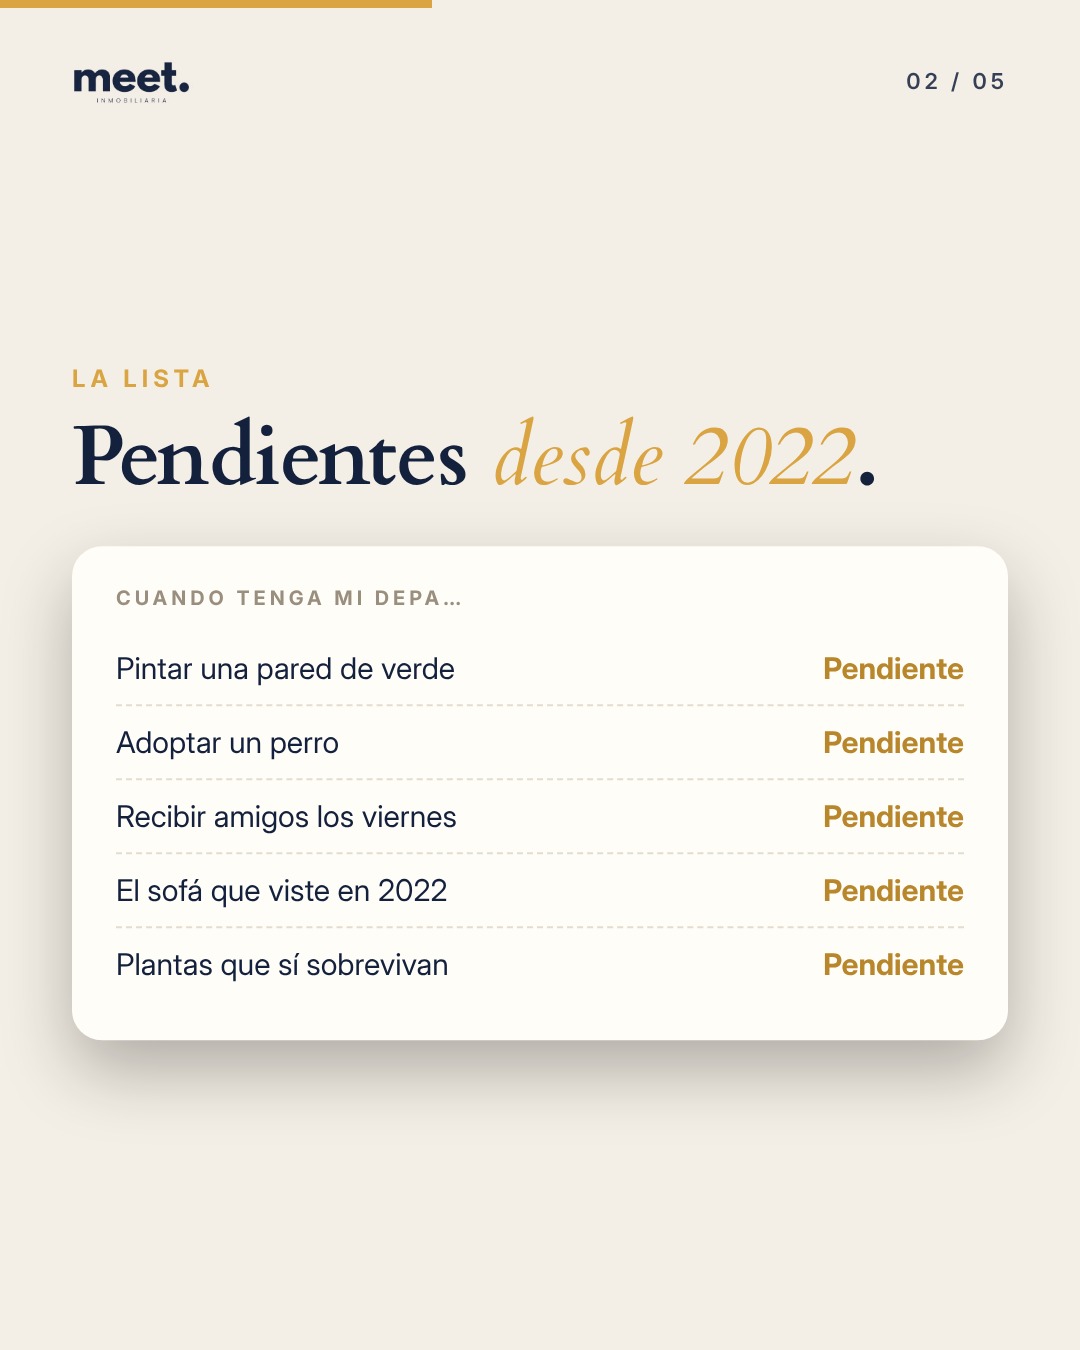 meet.
INMOBILIARIA
02 / 05
LA LISTA
Pendientes desde 2022.
CUANDO TENGA MI DEPA…
Pintar una pared de verde Pendiente
Adoptar un perro Pendiente
Recibir amigos los viernes Pendiente
El sofá que viste en 2022 Pendiente
Plantas que sí sobrevivan Pendiente